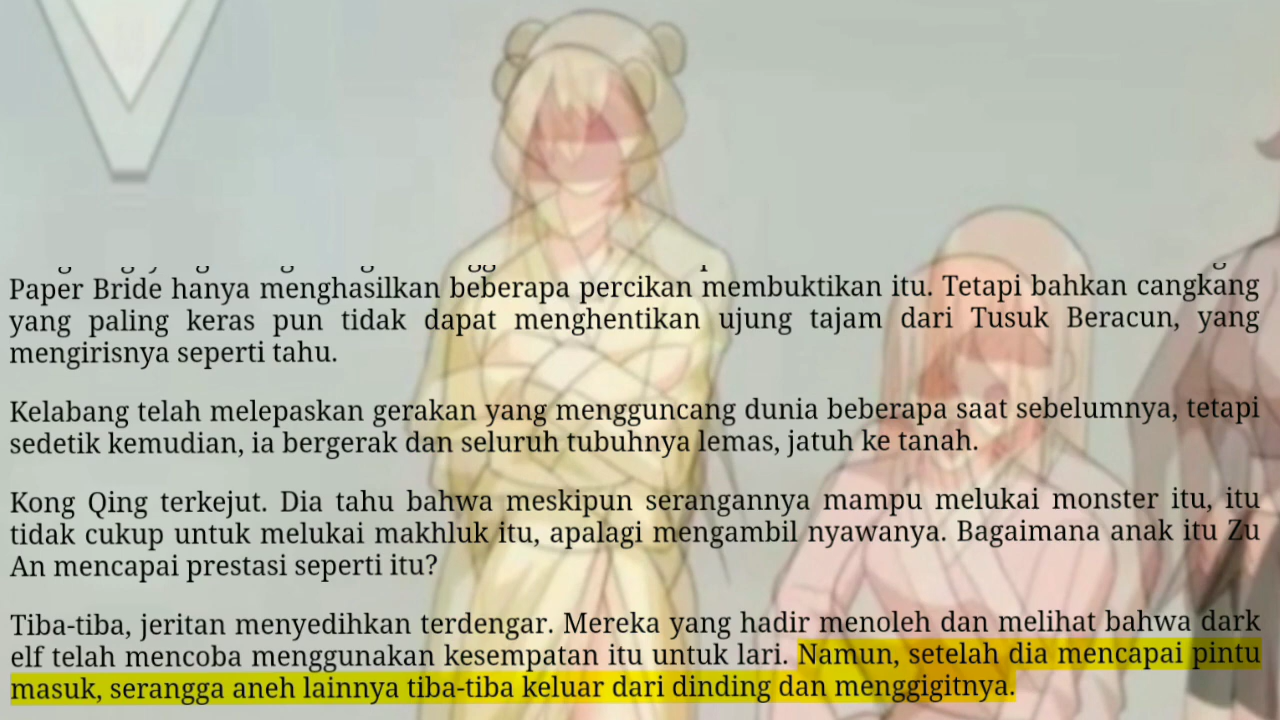 Paper Bride hanya menghasilkan beberapa percikan membuktikan itu. Tetapi bahkan cangkang
yang paling keras pun tidak dapat menghentikan ujung tajam dari Tusuk Beracun, yang
mengirisnya seperti tahu.
Kelabang telah melepaskan gerakan yang mengguncang dunia beberapa saat sebelumnya, tetapi
sedetik kemudian, ia bergerak dan seluruh tubuhnya lemas, jatuh ke tanah.
Kong Qing terkejut. Dia tahu bahwa meskipun serangannya mampu melukai monster itu, itu
tidak cukup untuk melukai makhluk itu, apalagi mengambil nyawanya. Bagaimana anak itu Zu
An mencapai prestasi seperti itu?
Tiba-tiba, jeritan menyedihkan terdengar. Mereka yang hadir menoleh dan melihat bahwa dark
elf telah mencoba menggunakan kesempatan itu untuk lari. Namun, setelah dia mencapai pintu
masuk, serangga aneh lainnya tiba-tiba keluar dari dinding dan menggigitnya.